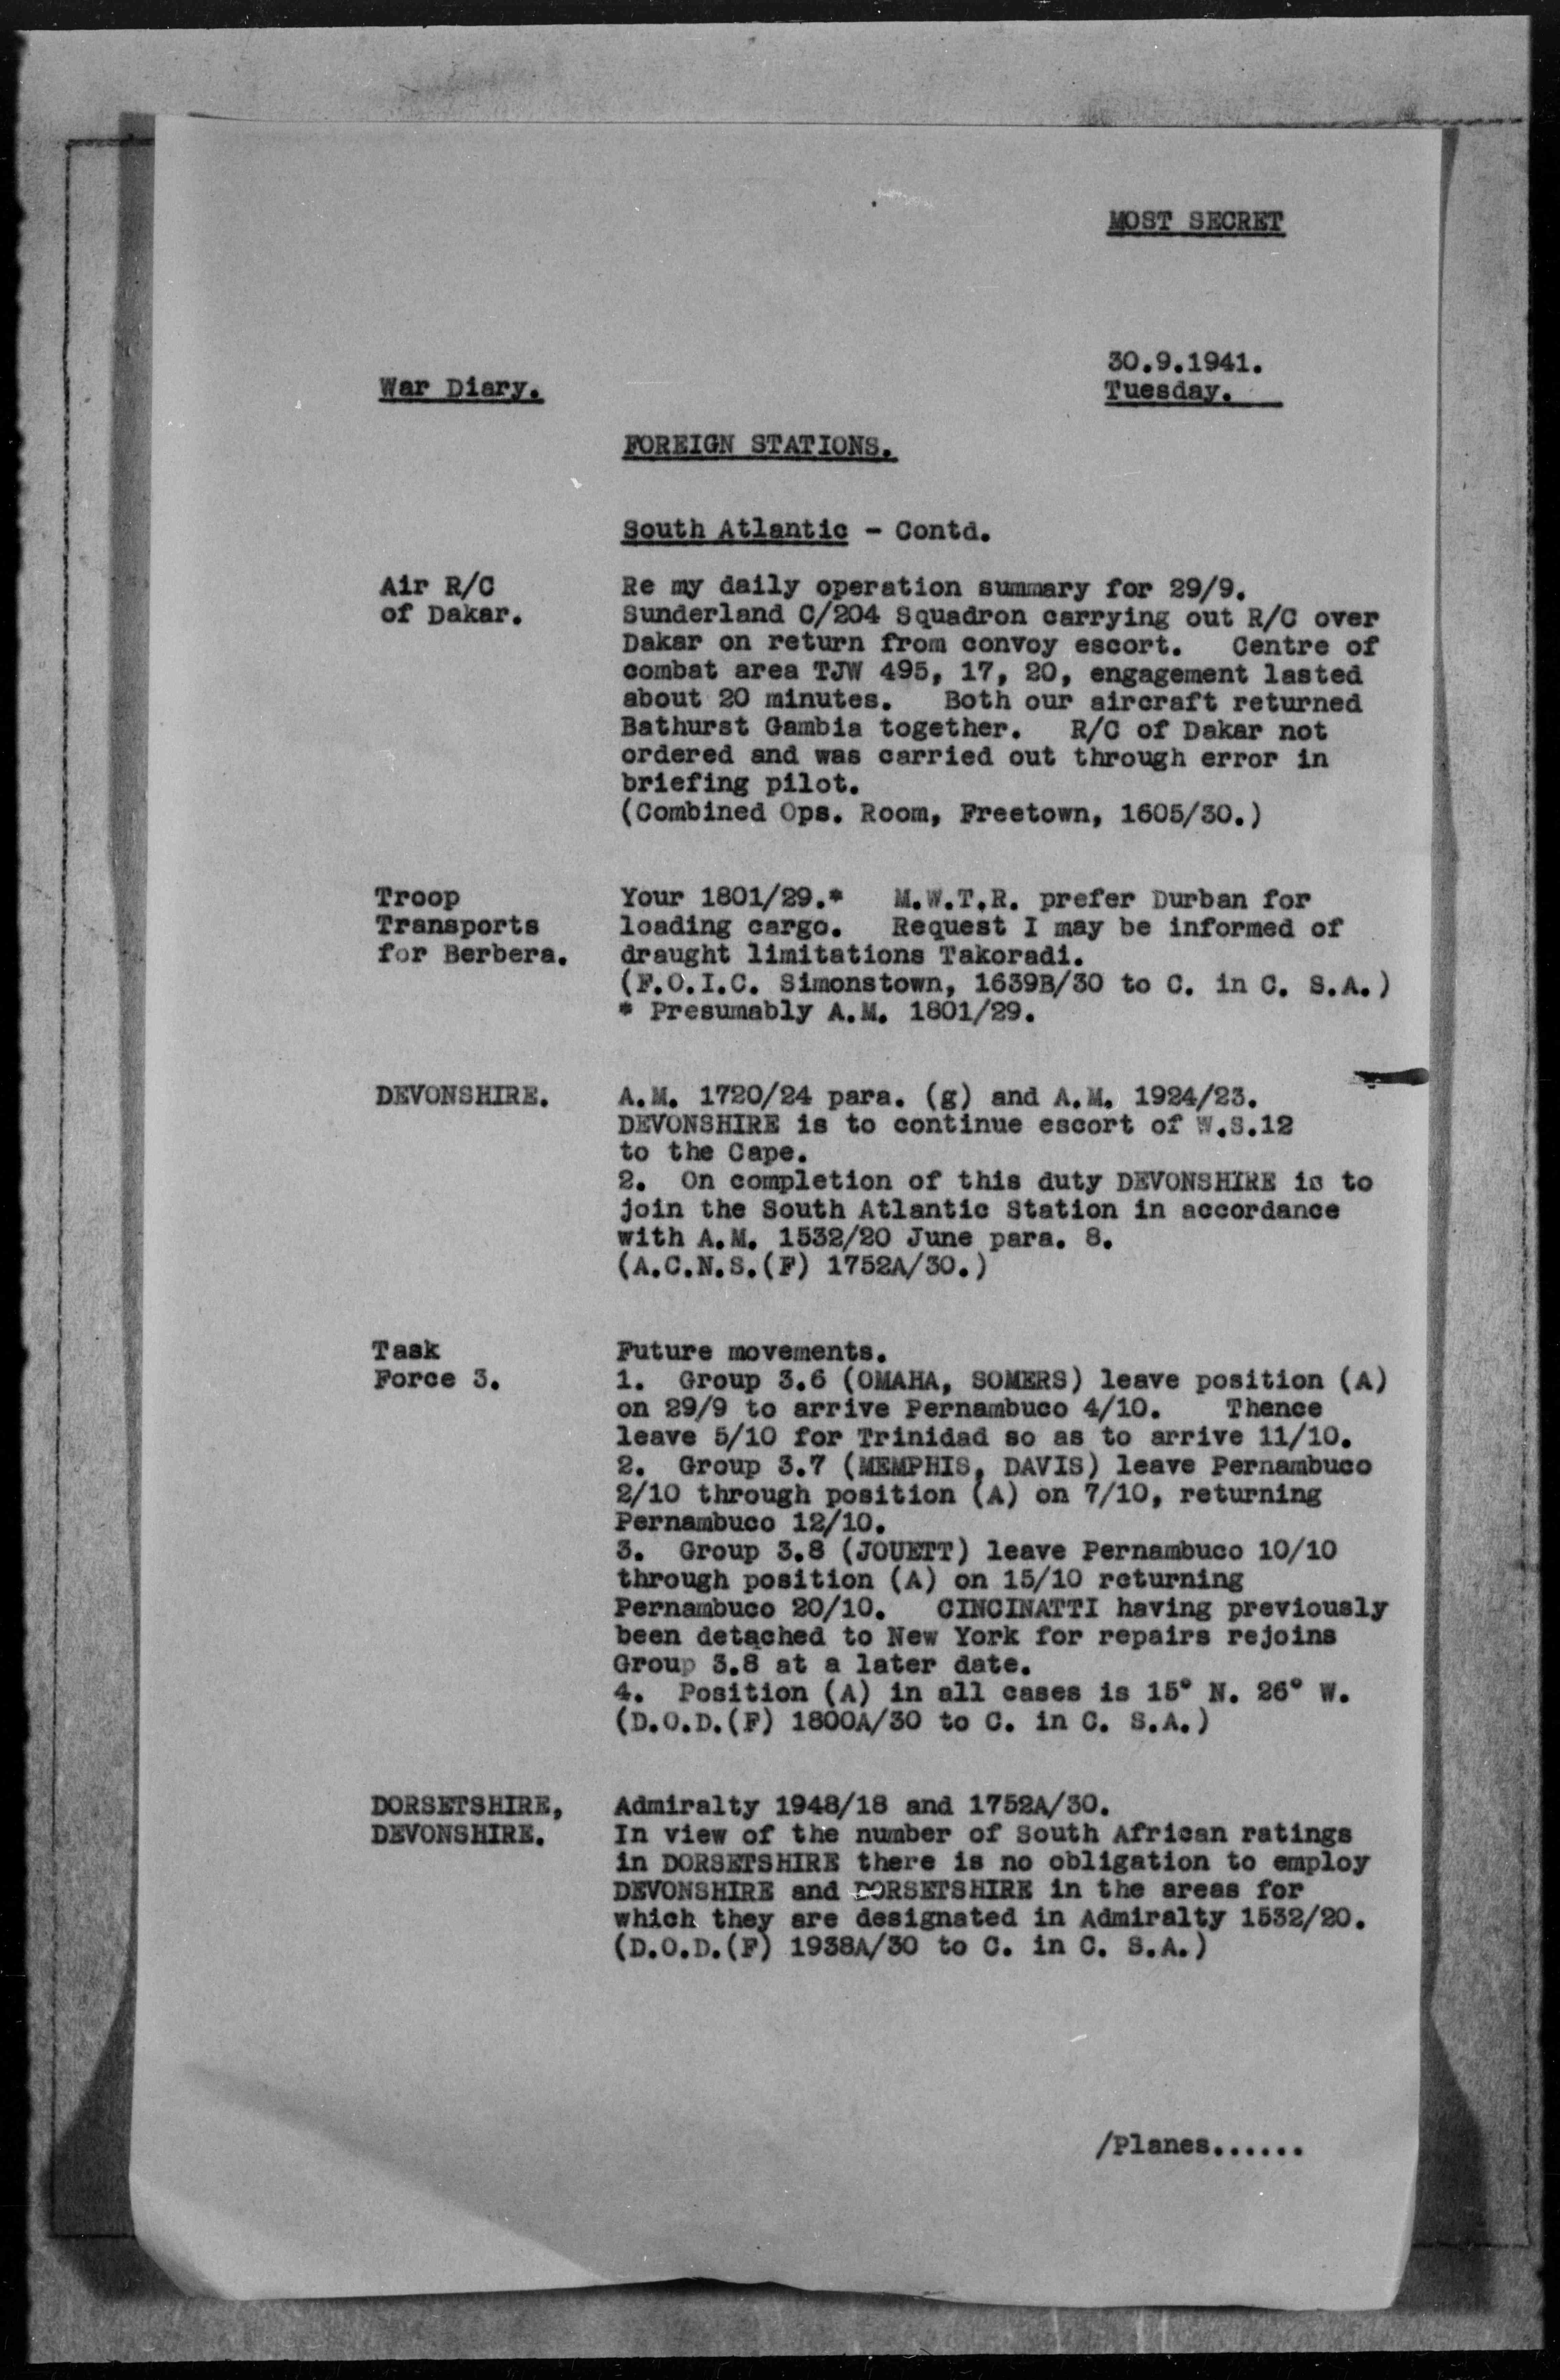 MOST SECRET
30.9.1941.
War Diary.
Tuesday.
FOREIGN STATIONS.
South Atlantic - Contd.
Air R/C
of Dakar.
Re my daily operation summary for 29/9.
Sunderland C/204 Squadron carrying out R/C over
Dakar on return from convoy escort. Centre of
combat area TJW 495, 17, 20, engagement lasted
about 20 minutes. Both our aircraft returned
Bathurst Gambia together. R/C of Dakar not
ordered and was carried out through error in
briefing pilot.
(Combined Ops. Room, Freetown, 1605/30.)
Troop
Transports
for Berbera.
Your 1801/29.* M.W.T.R. prefer Durban for
loading cargo. Request I may be informed of
draught limitations Takoradi.
(F.O.I.C. Simonstown, 1639B/30 to C. in C. S.A.)
* Presumably A.M. 1801/29.
DEVONSHIRE.
A.M. 1720/24 para. (g) and A.M. 1924/23.
DEVONSHIRE is to continue escort of W.S.12
to the Cape.
2. On completion of this duty DEVONSHIRE is to
join the South Atlantic Station in accordance
with A.M. 1532/20 June para. 8.
(A.C.N.S.(F) 1752A/30.)
Task
Force 3.
Future movements.
1. Group 3.6 (OMAHA, SOMERS) leave position (A)
on 29/9 to arrive Pernambuco 4/10. Thence
leave 5/10 for Trinidad so as to arrive 11/10.
2. Group 3.7 (MEMPHIS, DAVIS) leave Pernambuco
2/10 through position (A) on 7/10, returning
Pernambuco 12/10.
3. Group 3.8 (JOUETT) leave Pernambuco 10/10
through position (A) on 15/10 returning
Pernambuco 20/10. CINCINATTI having previously
been detached to New York for repairs rejoins
Group 3.8 at a later date.
4. Position (A) in all cases is 15° N. 26° W.
(D.O.D.(F) 1800A/30 to C. in C. S.A.)
DORSETSHIRE,
DEVONSHIRE.
Admiralty 1948/18 and 1752A/30.
In view of the number of South African ratings
in DORSETSHIRE there is no obligation to employ
DEVONSHIRE and DORSETSHIRE in the areas for
which they are designated in Admiralty 1532/20.
(D.O.D.(F) 1938A/30 to C. in C. S.A.)
/Planes......